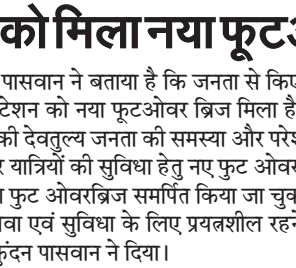 को मिला नया फूटओ
पासवान ने बताया है कि जनता से किए
टेशन को नया फूटओवर ब्रिज मिला है
की देवतुल्य जनता की समस्या और परेश
यात्रियों की सुविधा हेतु नए फुट ओवर
फुट ओवरब्रिज समर्पित किया जा चुक
वा एवं सुविधा के लिए प्रयत्नशील रहने
कुंदन पासवान ने दिया।